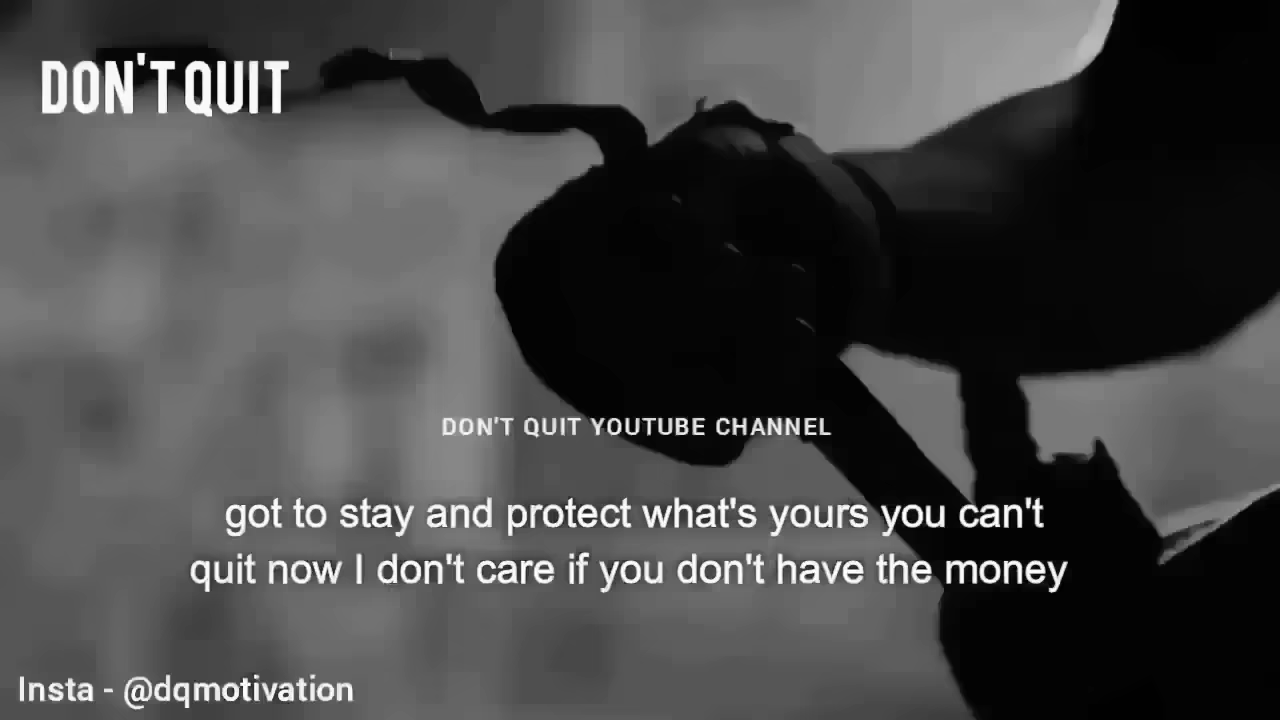 DON'T QUIT
DON'T QUIT YOUTUBE CHANNEL
got to stay and protect what's yours you can't
quit now I don't care if you don't have the money
Insta - @dqmotivation